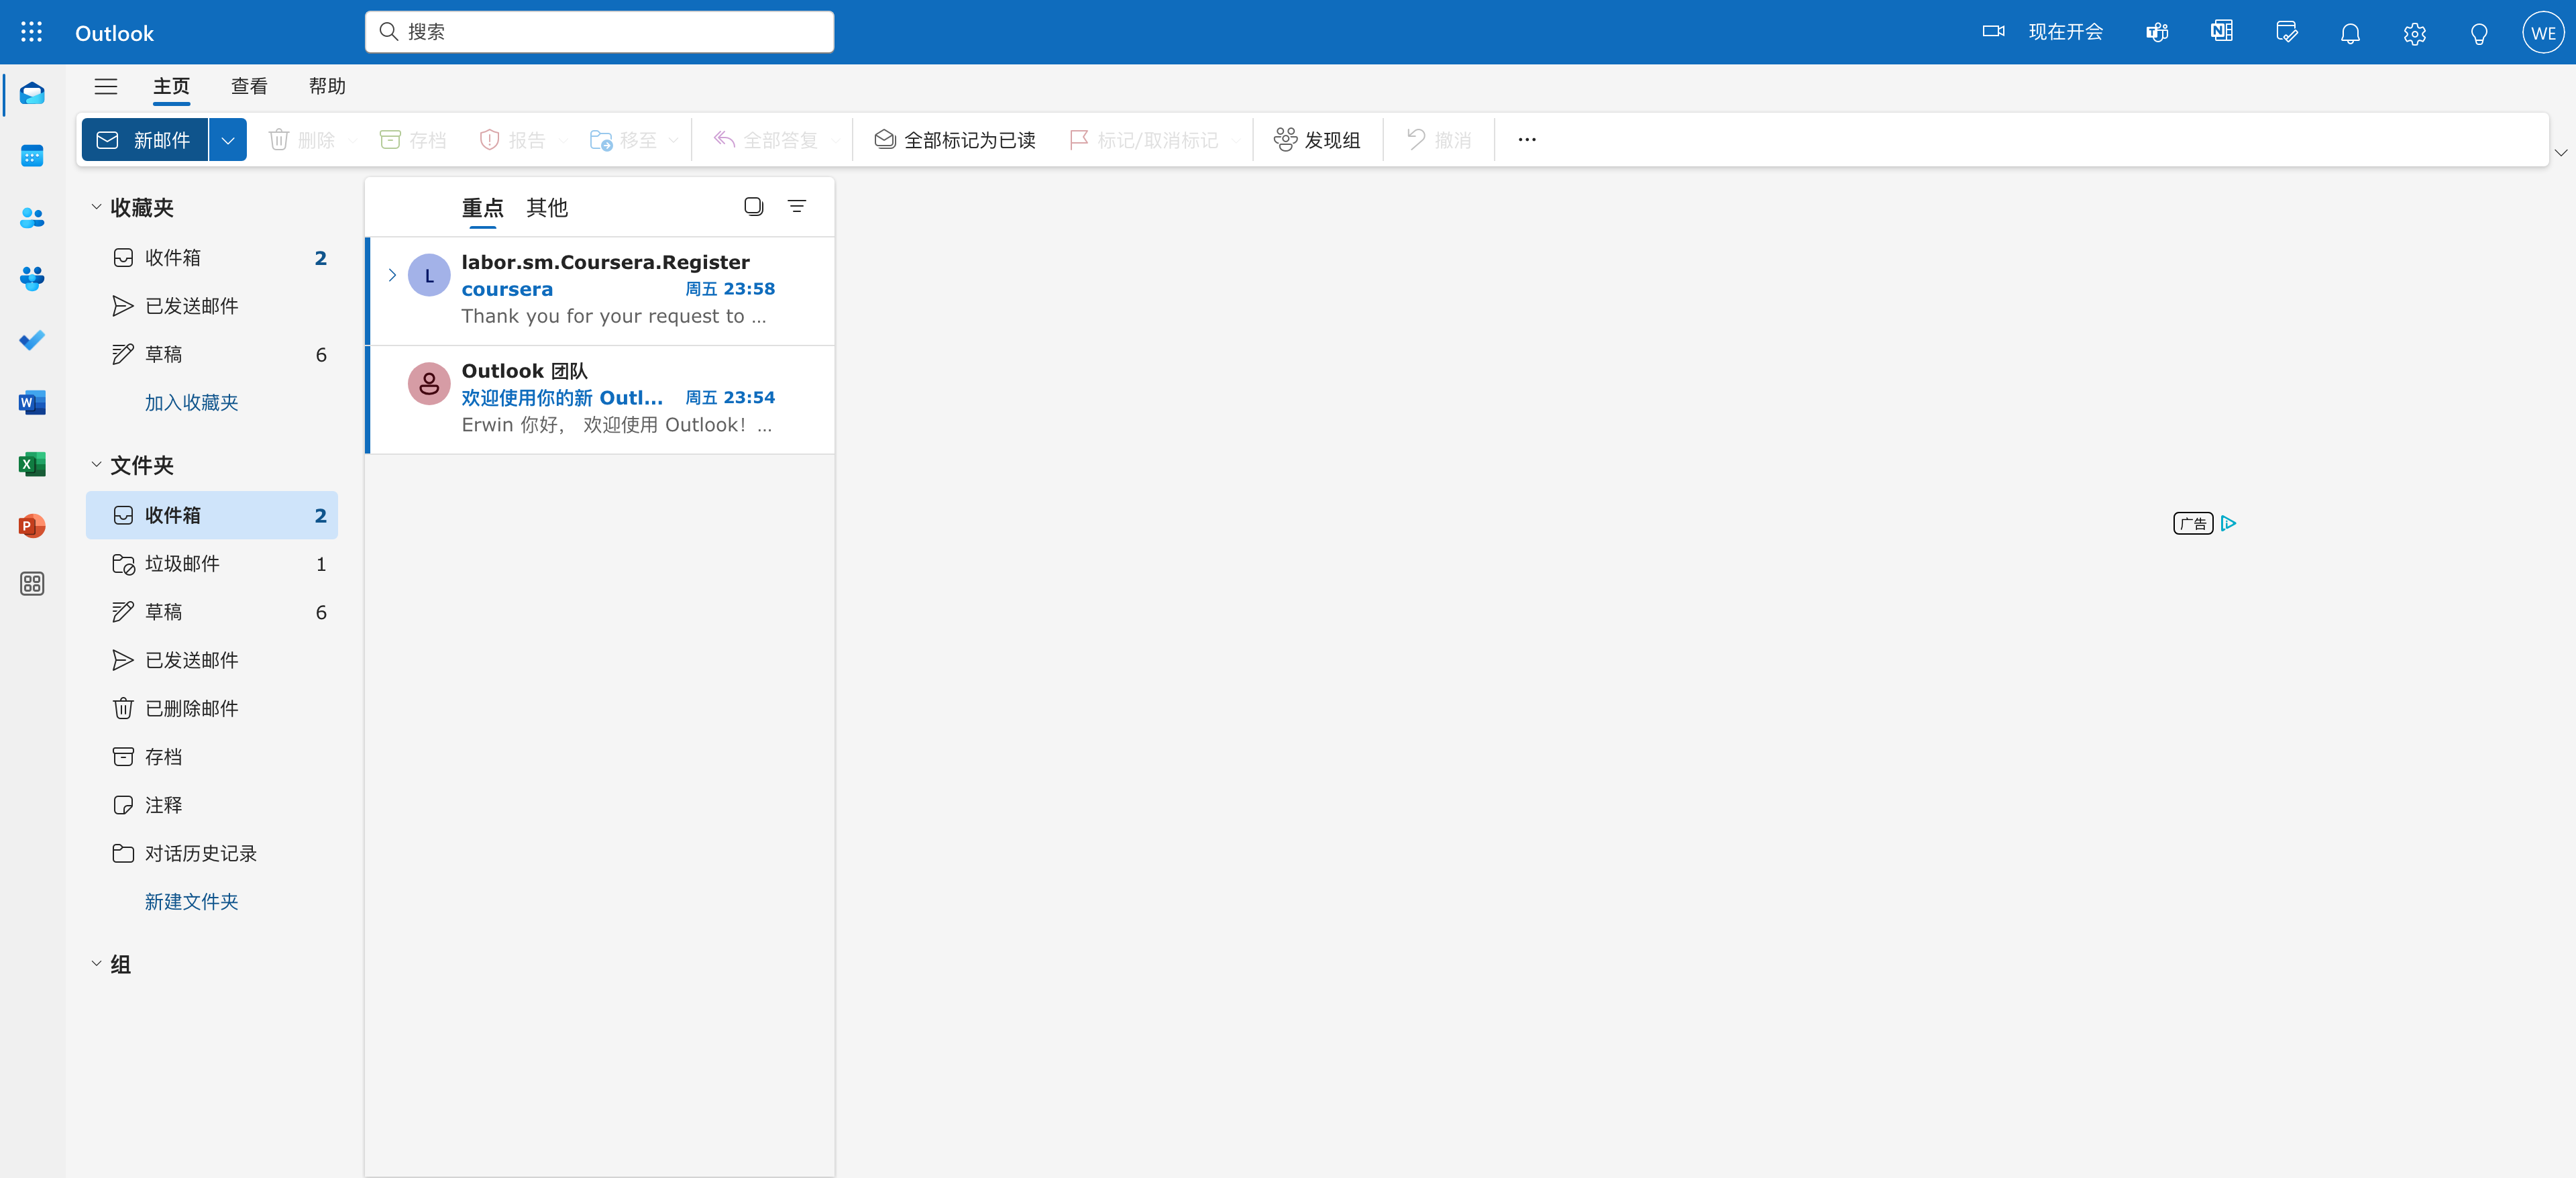 Outlook
搜索
现在开会
WE
主页 查看 帮助
新邮件 删除 存档 报告 移至 全部答复 全部标记为已读 标记/取消标记 发现组 撤消 ...
收藏夹
收件箱 2
已发送邮件
草稿 6
加入收藏夹
文件夹
收件箱 2
垃圾邮件 1
草稿 6
已发送邮件
已删除邮件
存档
注释
对话历史记录
新建文件夹
组
重点 其他
L
labor.sm.Coursera.Register
coursera 周五 23:58
Thank you for your request to ...
Outlook 团队
欢迎使用你的新 Outl... 周五 23:54
Erwin 你好， 欢迎使用 Outlook！...
广告